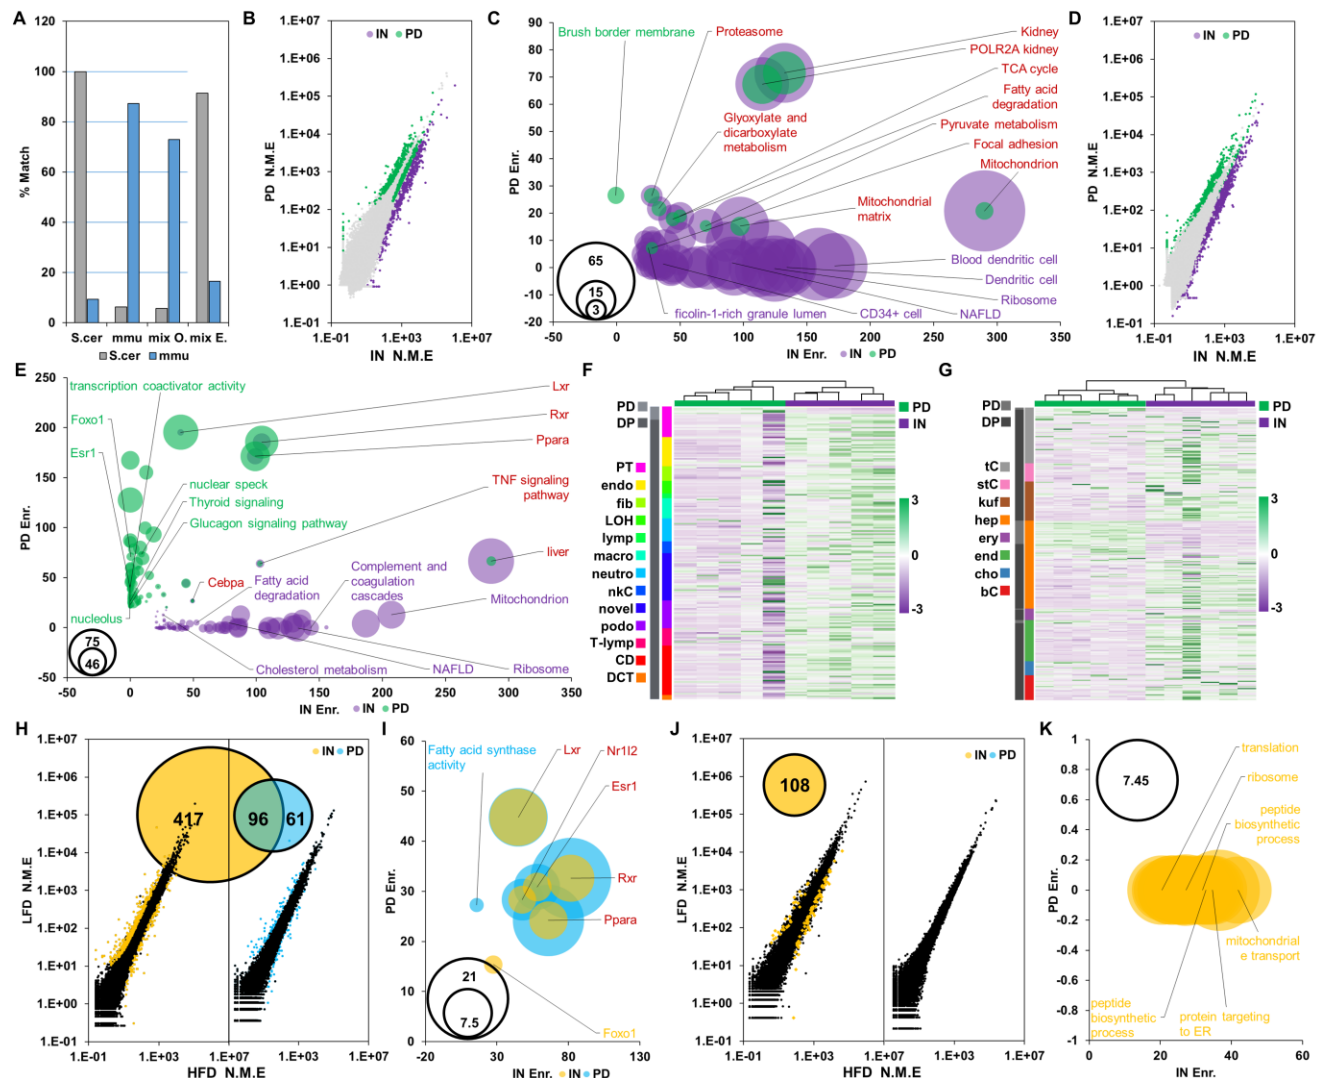 A
120
100
80
60
40
20
0
% Match
S.cer
mmu
mix O.
mix E.
S.cer
mmu
B
IN
PD
1.E+07
1.E+06
1.E+05
1.E+04
1.E+03
1.E+02
1.E+01
1.E+00
1.E-01
PD N.M.E
1.E-01
1.E+03
1.E+07
IN N.M.E
C
90
80
70
60
50
40
30
20
10
0
-10
-20
PD Enr.
Brush border membrane
Proteasome
Kidney
POLR2A kidney
TCA cycle
Fatty acid
degradation
Glyoxylate and
dicarboxylate
metabolism
Pyruvate metabolism
Focal adhesion
Mitochondrion
Mitochondrial
matrix
Blood dendritic cell
Dendritic cell
Ribosome
ficolin-1-rich granule lumen
CD34+ cell
NAFLD
65
15
3
-50
0
50
100
150
200
250
300
350
IN Enr.
IN
PD
D
IN
PD
1.E+07
1.E+06
1.E+05
1.E+04
1.E+03
1.E+02
1.E+01
1.E+00
1.E-01
PD N.M.E
1.E-01
1.E+03
1.E+07
IN N.M.E
E
250
200
150
100
50
0
-50
PD Enr.
transcription coactivator activity
Foxo1
Esr1
nuclear speck
Thyroid signaling
Glucagon signaling pathway
Lxr
Rxr
Ppara
TNF signaling
pathway
liver
Cebpa
Fatty acid
degradation
Complement and
coagulation
cascades
Mitochondrion
nucleolus
Cholesterol metabolism
NAFLD
Ribosome
75
46
-50
0
50
100
150
200
250
300
350
IN Enr.
IN
PD
F
PD
DP
PT
endo
fib
LOH
lymp
macro
neutro
nkC
novel
podo
T-lymp
CD
DCT
PD
IN
3
0
-3
G
PD
DP
tC
stC
kuf
hep
ery
end
cho
bC
PD
IN
3
0
-3
H
IN
PD
1.E+07
1.E+06
1.E+05
1.E+04
1.E+03
1.E+02
1.E+01
1.E+00
1.E-01
LFD N.M.E
417
96
61
1.E-01
1.E+03
1.E+07
1.E+03
1.E+07
HFD N.M.E
I
60
50
40
30
20
10
0
PD Enr.
Fatty acid synthase
activity
Lxr
Nr1l2
Esr1
Rxr
Ppara
Foxo1
21
7.5
-20
30
80
130
IN Enr.
IN
PD
J
IN
PD
1.E+07
1.E+06
1.E+05
1.E+04
1.E+03
1.E+02
1.E+01
1.E+00
1.E-01
LFD N.M.E
108
1.E-01
1.E+03
1.E+07
1.E+03
1.E+07
HFD N.M.E
K
1
0.8
0.6
0.4
0.2
0
-0.2
-0.4
-0.6
-0.8
-1
PD Enr.
7.45
translation
ribosome
peptide
biosynthetic
process
mitochondrial
e transport
peptide
biosynthetic
process
protein targeting
to ER
0
20
40
60
IN Enr.